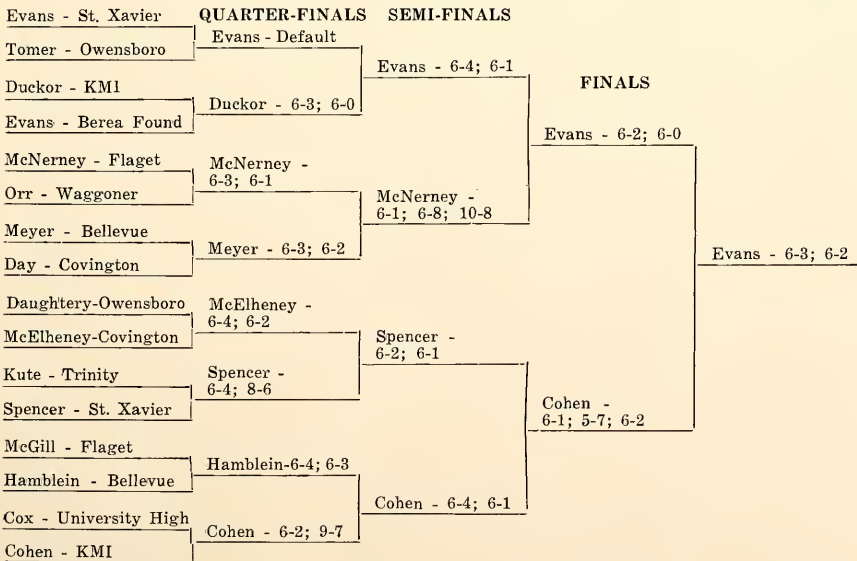 QUARTER-FINALS SEMI-FINALS
FINALS
Evans - St. Xavier
Tomer - Owensboro
Duckor - KMI
Evans - Berea Found
McNerney - Flaget
Orr - Waggoner
Meyer - Bellevue
Day - Covington
Daughtery-Owensboro
McElheney-Covington
Kute - Trinity
Spencer - St. Xavier
McGill - Flaget
Hamblein - Bellevue
Cox - University High
Cohen - KMI
Evans - Default
Duckor - 6-3; 6-0
McNerney -
6-3; 6-1
Meyer - 6-3; 6-2
McElheney -
6-4; 6-2
Spencer -
6-4; 8-6
Hamblein-6-4; 6-3
Cohen - 6-2; 9-7
Evans - 6-4; 6-1
McNerney -
6-1; 6-8; 10-8
Spencer -
6-2; 6-1
Cohen - 6-4; 6-1
Evans - 6-2; 6-0
Cohen -
6-1; 5-7; 6-2
Evans - 6-3; 6-2